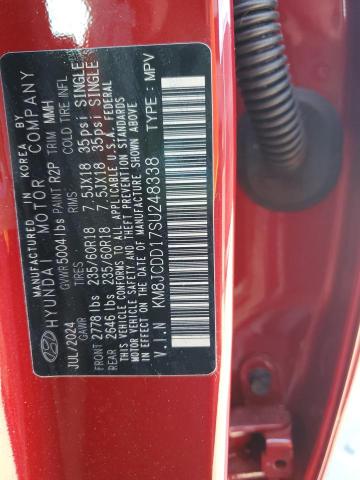 MANUFACTURED IN KOREA BY
HYUNDAI MOTOR COMPANY
JUL/2024 GVWR 5004 lbs PAINT R2P TRIM MMH
GAWR TIRES RIMS COLD TIRE INFL.
FRONT 2778 lbs 235/60R18 7.5JX18 35psi SINGLE
REAR 2646 lbs 235/60R18 7.5JX18 35psi SINGLE
THIS VEHICLE CONFORMS TO ALL APPLICABLE U.S.A. FEDERAL
MOTOR VEHICLE SAFETY AND THEFT PREVENTION STANDARDS
IN EFFECT ON THE DATE OF MANUFACTURE SHOWN ABOVE.
V.I.N : KM8JCDD17SU248338 TYPE : MPV